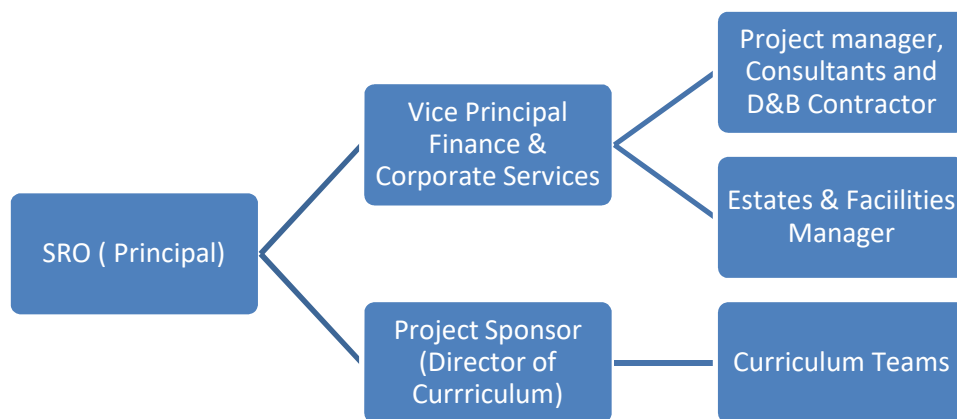 SRO ( Principal)
Vice Principal
Finance &
Corporate Services
Project manager,
Consultants and
D&B Contractor
Estates & Faciilities
Manager
Project Sponsor
(Director of
Currriculum)
Curriculum Teams